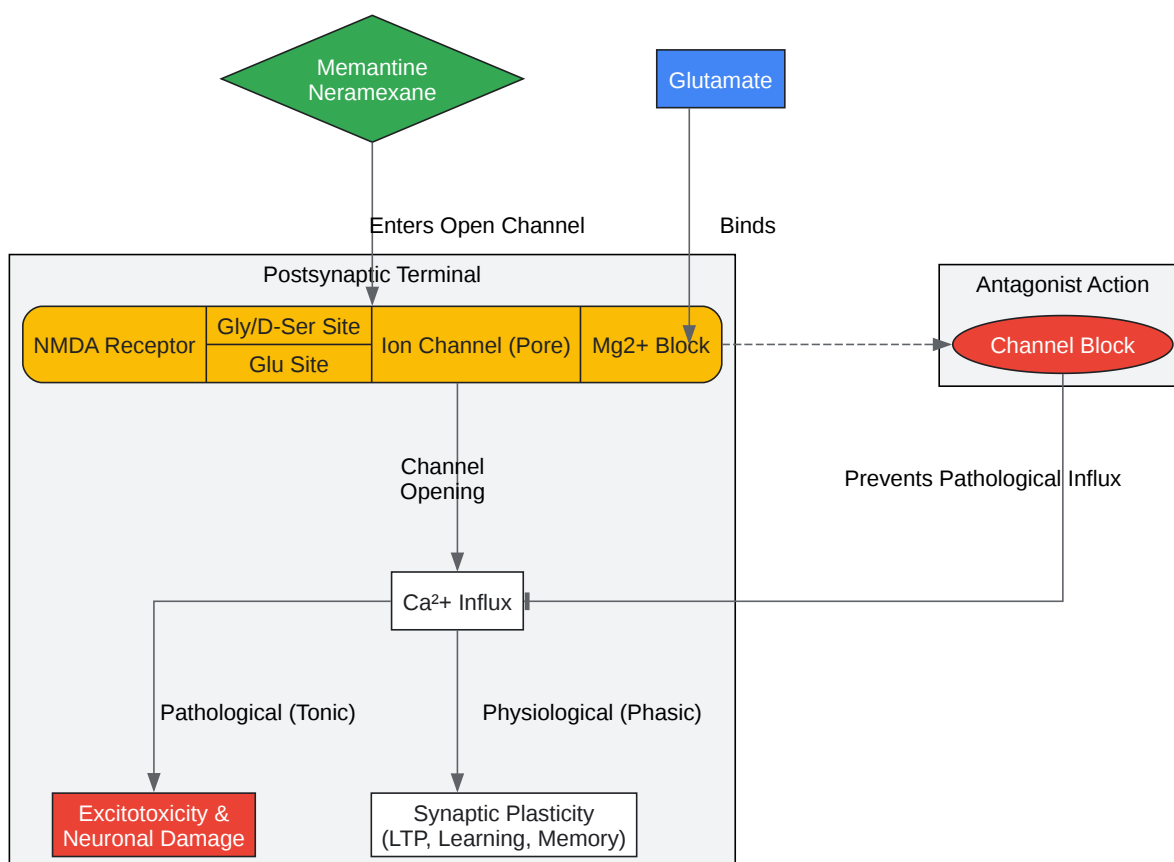 Memantine
Neramexane
Glutamate
Enters Open Channel
Binds
Postsynaptic Terminal
Antagonist Action
NMDA Receptor
Gly/D-Ser Site
Glu Site
Ion Channel (Pore)
Mg2+ Block
Channel Block
Channel
Opening
Prevents Pathological Influx
Ca²+ Influx
Pathological (Tonic)
Physiological (Phasic)
Excitotoxicity &
Neuronal Damage
Synaptic Plasticity
(LTP, Learning, Memory)